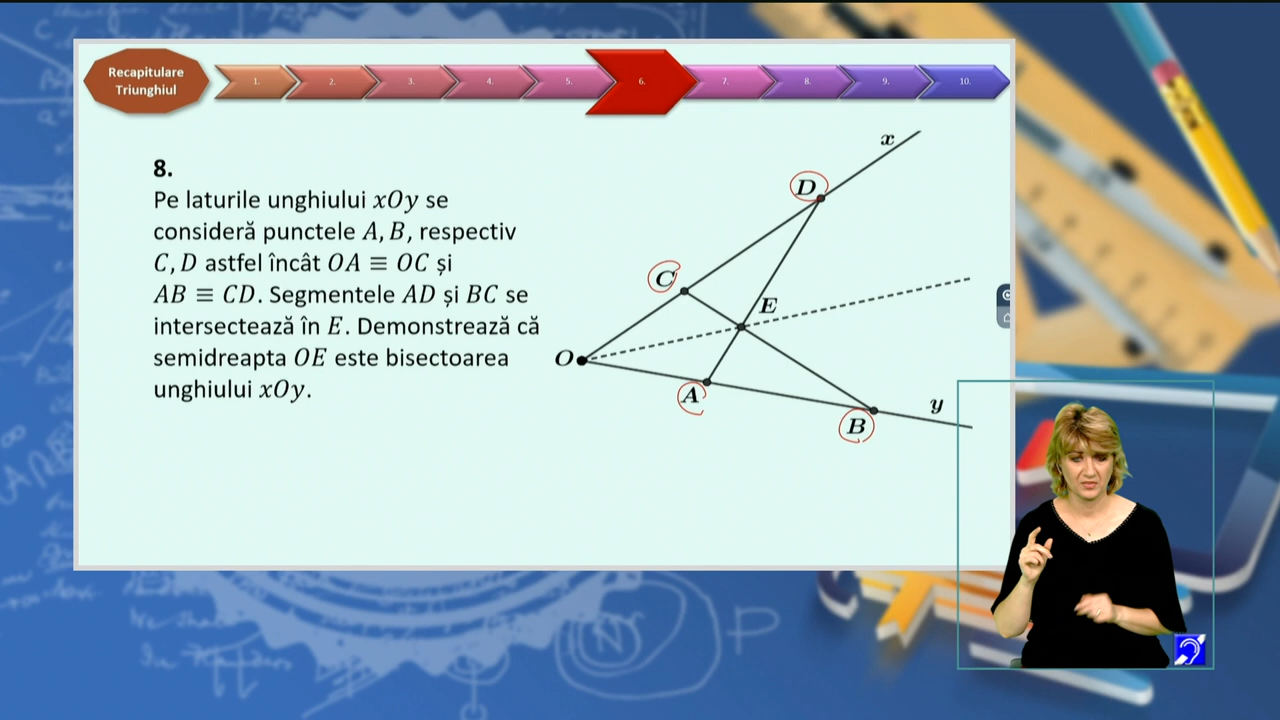 Recapitulare
Triunghiul
1.
2.
3.
4.
5.
6.
7.
8.
9.
10.
8.
Pe laturile unghiului xOy se
consideră punctele A, B, respectiv
C, D astfel încât OA ≡ OC și
AB ≡ CD. Segmentele AD și BC se
intersectează în E. Demonstrează că
semidreapta OE este bisectoarea
unghiului xOy.
x
D
C
E
O
A
B
y
N
P